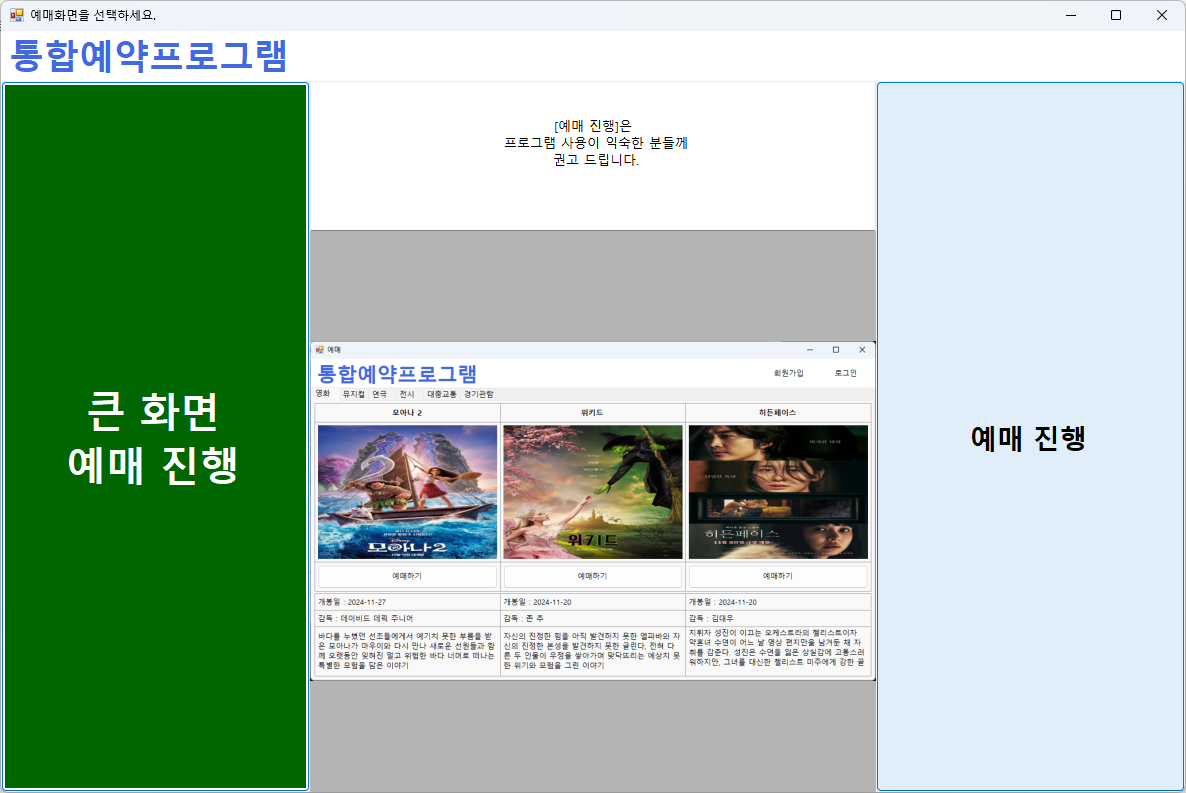 예매화면을 선택하세요.
통합예약프로그램
큰 화면
예매 진행
[예매 진행]은
프로그램 사용이 익숙한 분들께
권고 드립니다.
예매
통합예약프로그램
회원가입 로그인
영화 뮤지컬 연극 전시 대중교통 경기관람
모아나 2 위키드 히든페이스
DISNEY
모아나2
위키드
히든페이스
예매하기 예매하기 예매하기
개봉일 : 2024-11-27 개봉일 : 2024-11-20 개봉일 : 2024-11-20
감독 : 데이비드 데릭 주니어 감독 : 존 추 감독 : 김대우
바다를 누볐던 선조들에게서 예기치 못한 부름을 받
은 모아나가 마우이와 다시 만나 새로운 선원들과 함
께 오랫동안 잊혀진 멀고 위험한 바다 너머로 떠나는
특별한 모험을 담은 이야기
자신의 진정한 힘을 아직 발견하지 못한 엘파바와 자
신의 진정한 본성을 발견하지 못한 글린다, 전혀 다
른 두 인물이 우정을 쌓아가며 맞닥뜨리는 예상치 못
한 위기와 모험을 그린 이야기
지휘자 성진이 이끄는 오케스트라의 첼리스트이자
약혼녀 수연이 어느 날 영상 편지만을 남겨둔 채 자
취를 감춘다. 성진은 수연을 잃은 상실감에 고통스러
워하지만, 그녀를 대신한 첼리스트 미주에게 강한 끌
예매 진행